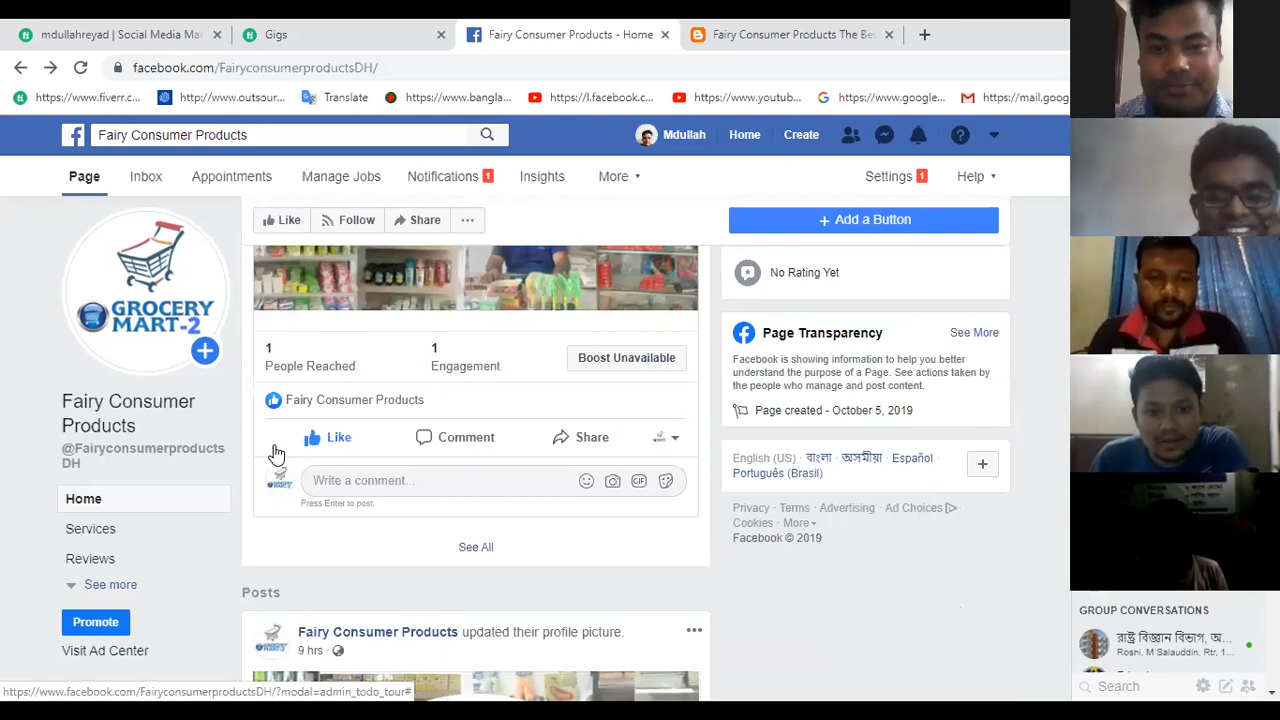 mdullahreyad | Social Media Mar
Gigs
Fairy Consumer Products - Home
Fairy Consumer Products The Bes
facebook.com/FairyconsumerproductsDH/
https://www.fiverr.c...
http://www.outsour...
Translate
https://www.bangla...
https://l.facebook.c...
https://www.youtub...
https://www.google...
https://mail.goog
Fairy Consumer Products
Mdullah
Home
Create
Page
Inbox
Appointments
Manage Jobs
Notifications 1
Insights
More
Settings 1
Help
Like
Follow
Share
+ Add a Button
GROCERY
MART-2
Fairy Consumer
Products
@Fairyconsumerproducts
DH
Home
Services
Reviews
See more
Promote
Visit Ad Center
1
People Reached
1
Engagement
Boost Unavailable
Fairy Consumer Products
Like
Comment
Share
Write a comment...
GIF
Press Enter to post
See All
Posts
Fairy Consumer Products updated their profile picture.
9 hrs
No Rating Yet
Page Transparency
See More
Facebook is showing information to help you better
understand the purpose of a Page. See actions taken
by the people who manage and post content.
Page created - October 5, 2019
English (US) · বাংলা · অসমীয়া · Español ·
Português (Brasil)
Privacy · Terms · Advertising · Ad Choices
Cookies · More
Facebook © 2019
GROUP CONVERSATIONS
রাষ্ট্র বিজ্ঞান বিভাগ, অ...
Rosni, M Salauddin, Rtr, 1...
Search
https://www.facebook.com/FairyconsumerproductsDH/?modal=admin_todo_tour#